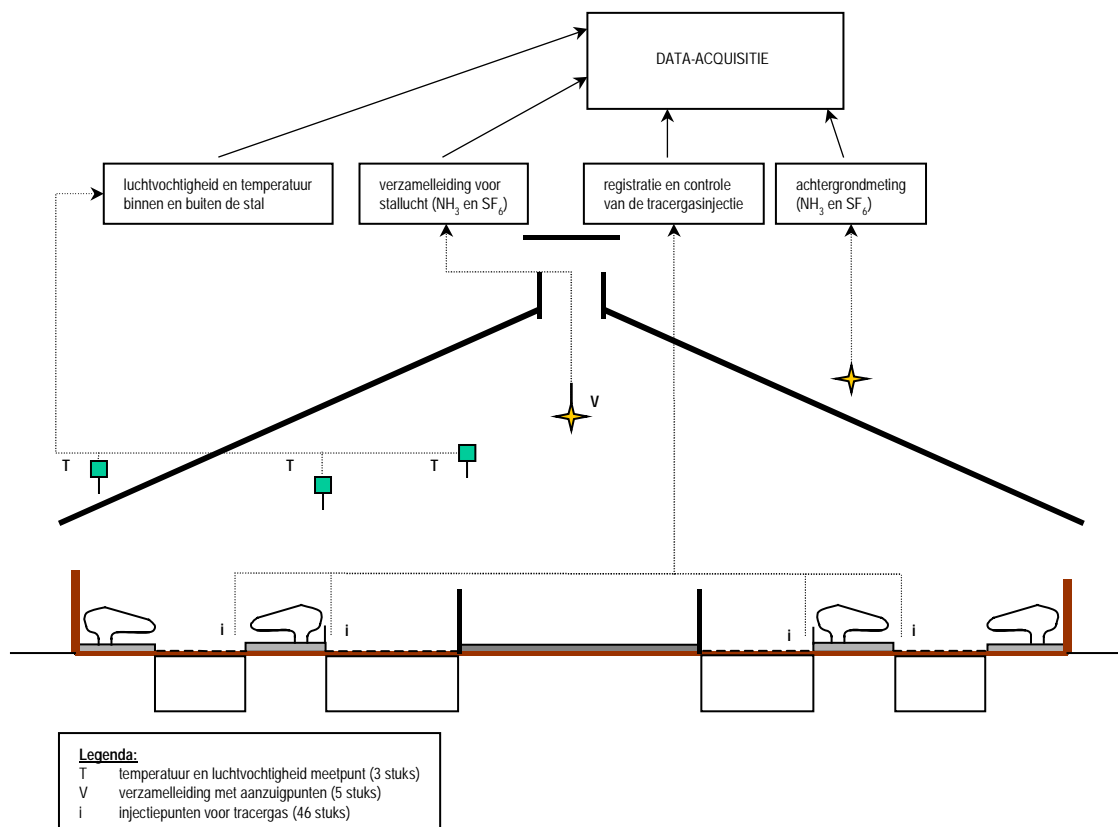 DATA-ACQUISITIE
luchtvochtigheid en temperatuur
binnen en buiten de stal
verzamelleiding voor
stallucht (NH3 en SF6)
registratie en controle
van de tracergasinjectie
achtergrondmeting
(NH3 en SF6)
V
T
T
T
i
i
i
i
Legenda:
T temperatuur en luchtvochtigheid meetpunt (3 stuks)
V verzamelleiding met aanzuigpunten (5 stuks)
i injectiepunten voor tracergas (46 stuks)